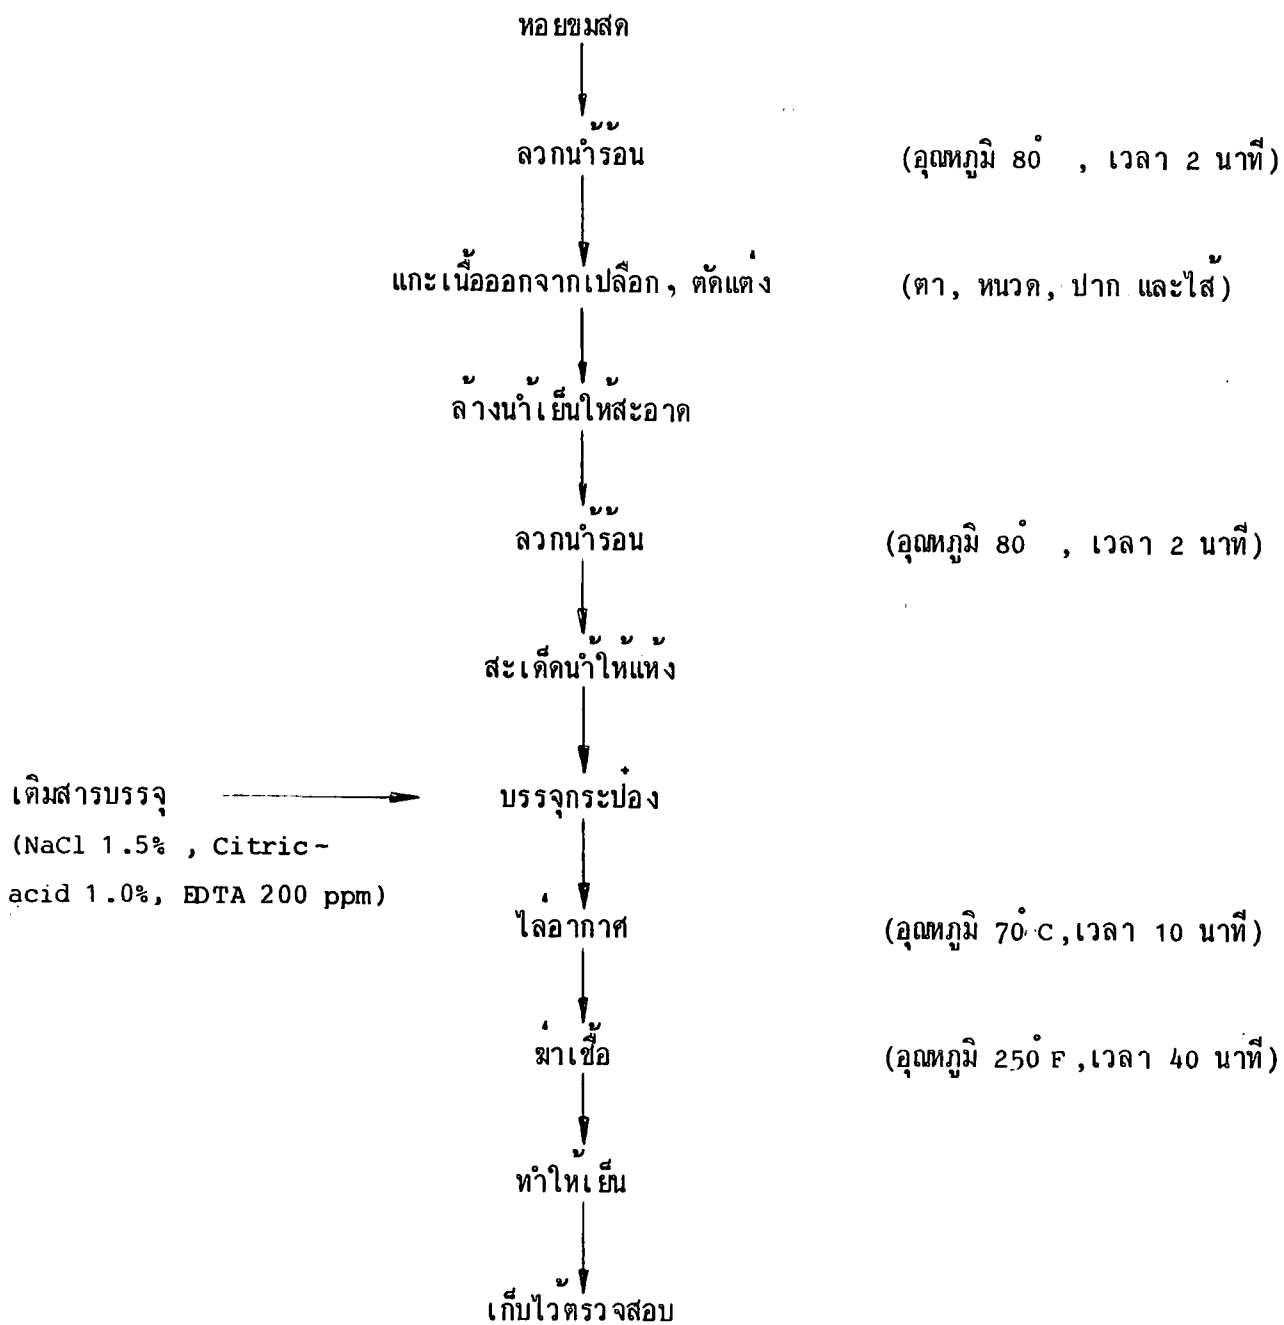 หอยขมสด
ลวกน้ำร้อน (อุณหภูมิ 80° , เวลา 2 นาที)
แกะเนื้อออกจากเปลือก, ตัดแต่ง (ตา, หนวด, ปาก และไส้)
ล้างน้ำเย็นให้สะอาด
ลวกน้ำร้อน (อุณหภูมิ 80° , เวลา 2 นาที)
สะเด็ดน้ำให้แห้ง
เติมสารบรรจุ บรรจุกระป๋อง
(NaCl 1.5% , Citric~
acid 1.0%, EDTA 200 ppm)
ไล่อากาศ (อุณหภูมิ 70°C ,เวลา 10 นาที)
ฆ่าเชื้อ (อุณหภูมิ 250°F ,เวลา 40 นาที)
ทำให้เย็น
เก็บไว้ตรวจสอบ